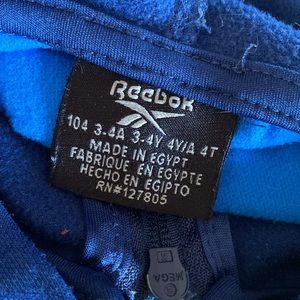 Reebok
104 3-4A 3-4Y 4Y/A 4T
MADE IN EGYPT
FABRIQUE EN EGYPTE
HECHO EN EGIPTO
RN#127805
MEGA